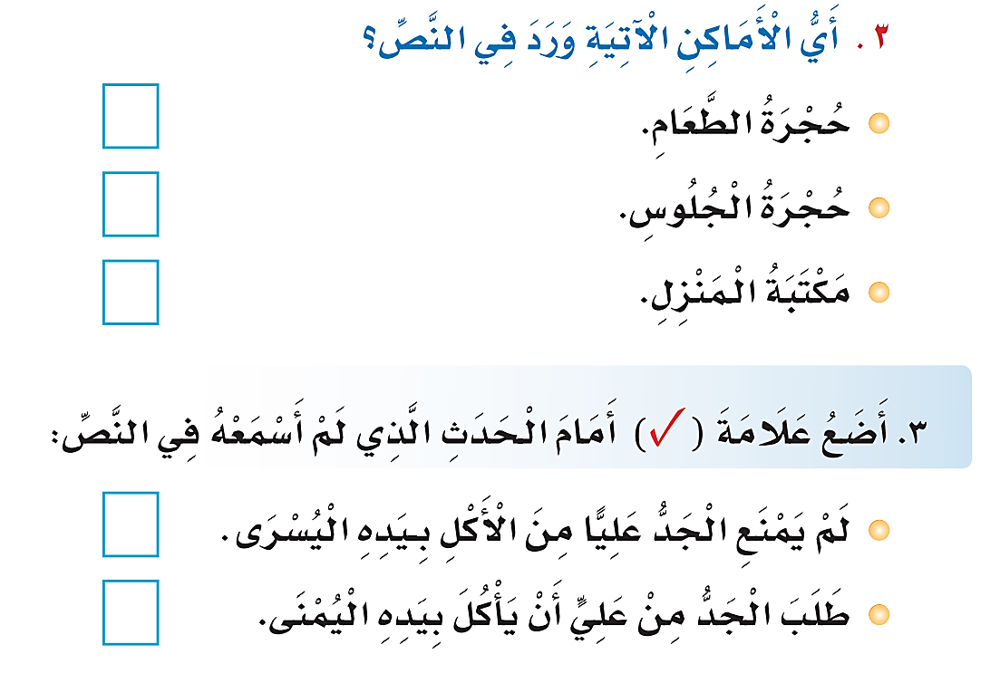 ٣. أَيُّ الْأَمَاكِنِ الْآتِيَةِ وَرَدَ فِي النَّصِّ؟
حُجْرَةُ الطَّعَامِ.
حُجْرَةُ الْجُلُوسِ.
مَكْتَبَةُ الْمَنْزِلِ.
٣. أَضَعُ عَلَامَةَ (✓) أَمَامَ الْحَدَثِ الَّذِي لَمْ أَسْمَعْهُ فِي النَّصِّ:
لَمْ يَمْنَعِ الْجَدُّ عَلِيًّا مِنَ الْأَكْلِ بِيَدِهِ الْيُسْرَى.
طَلَبَ الْجَدُّ مِنْ عَلِيٍّ أَنْ يَأْكُلَ بِيَدِهِ الْيُمْنَى.